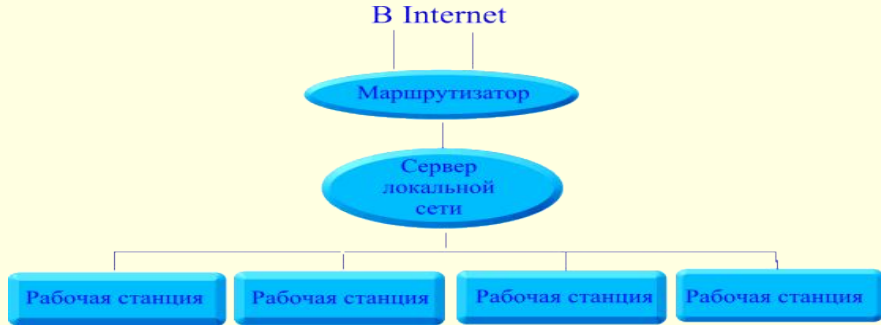 В Internet
Маршрутизатор
Сервер
локальной
сети
Рабочая станция
Рабочая станция
Рабочая станция
Рабочая станция